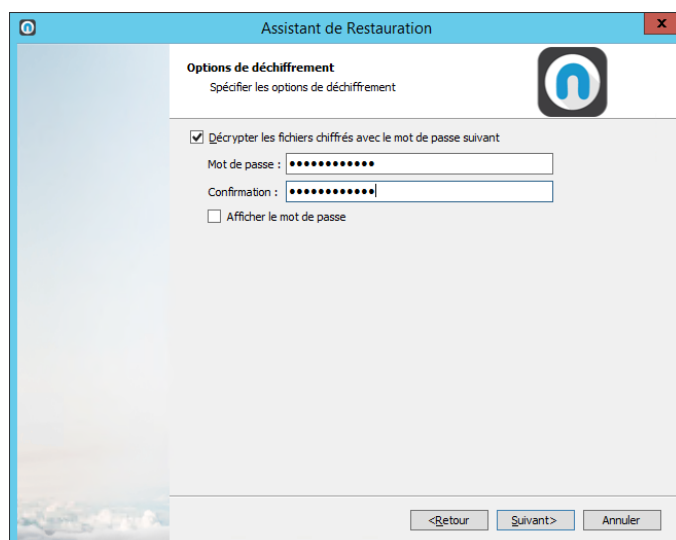 Assistant de Restauration
Options de déchiffrement
Spécifier les options de déchiffrement
Décrypter les fichiers chiffrés avec le mot de passe suivant
Mot de passe : ●●●●●●●●●●●●
Confirmation : ●●●●●●●●●●●●
Afficher le mot de passe
<Retour Suivant> Annuler